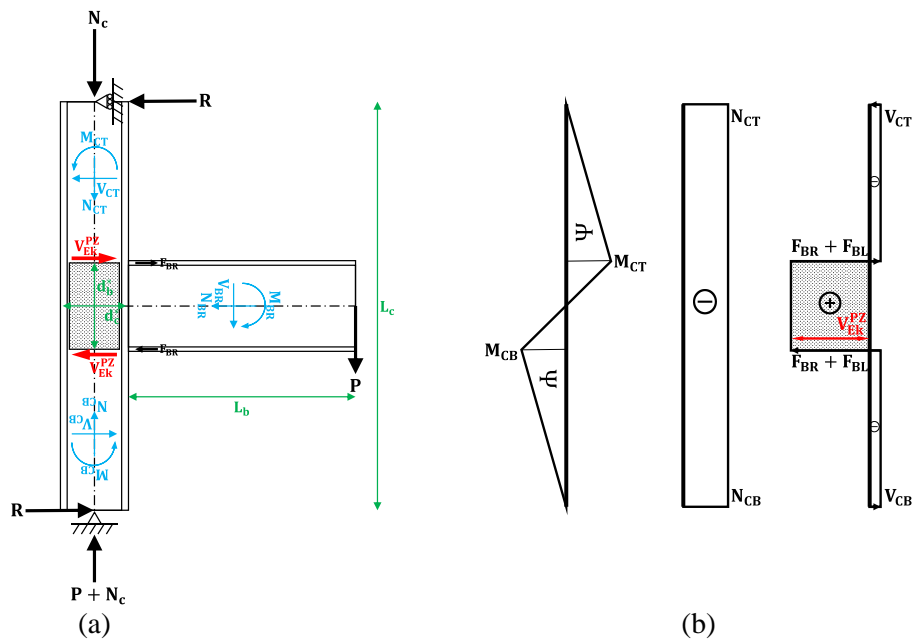 N_c
R
M_CT
V_CT
N_CT
V_Ek^PZ
F_BR
d_b
d_c
V_BR
N_BR
M_BR
L_c
V_Ek^PZ
F_BR
P
N_CB
V_CB
M_CB
L_b
R
P + N_c
(a)
Ψ
M_CT
M_CB
Ψ
N_CT
N_CB
V_CT
F_BR + F_BL
V_Ek^PZ
F_BR + F_BL
V_CB
(b)